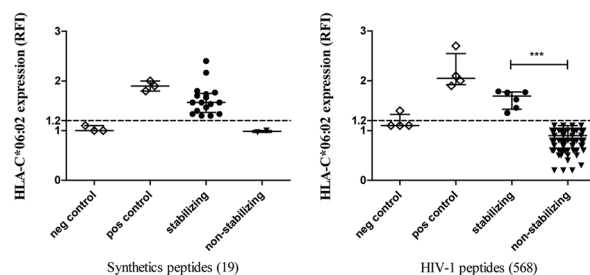 HLA-C*06:02 expression (RFI)
3
2
1.2
1
0
neg control
pos control
stabilizing
non-stabilizing
Synthetics peptides (19)
HLA-C*06:02 expression (RFI)
3
2
1.2
1
0
***
neg control
pos control
stabilizing
non-stabilizing
HIV-1 peptides (568)